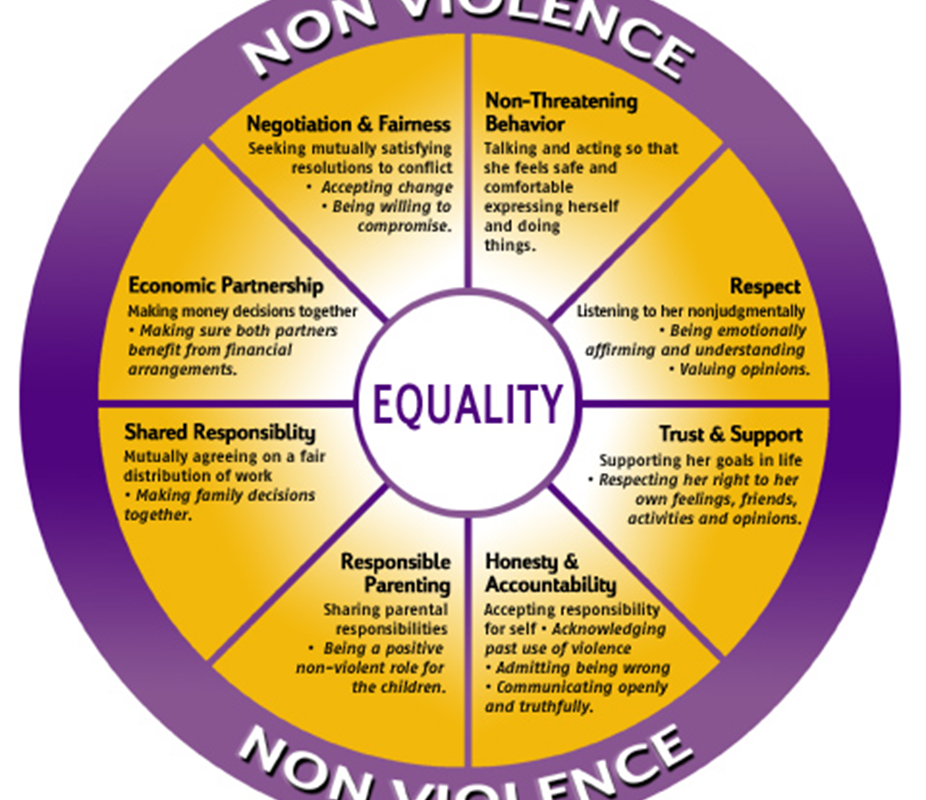 NON VIOLENCE
Negotiation & Fairness
Seeking mutually satisfying
resolutions to conflict
• Accepting change
• Being willing to
compromise.
Non-Threatening
Behavior
Talking and acting so that
she feels safe and
comfortable
expressing herself
and doing
things.
Economic Partnership
Making money decisions together
• Making sure both partners
benefit from financial
arrangements.
Respect
Listening to her nonjudgmentally
• Being emotionally
affirming and understanding
• Valuing opinions.
EQUALITY
Shared Responsiblity
Mutually agreeing on a fair
distribution of work
• Making family decisions
together.
Trust & Support
Supporting her goals in life
• Respecting her right to her
own feelings, friends,
activities and opinions.
Responsible
Parenting
Sharing parental
responsibilities
• Being a positive
non-violent role for
the children.
Honesty &
Accountability
Accepting responsibility
for self • Acknowledging
past use of violence
• Admitting being wrong
• Communicating openly
and truthfully.
NON VIOLENCE